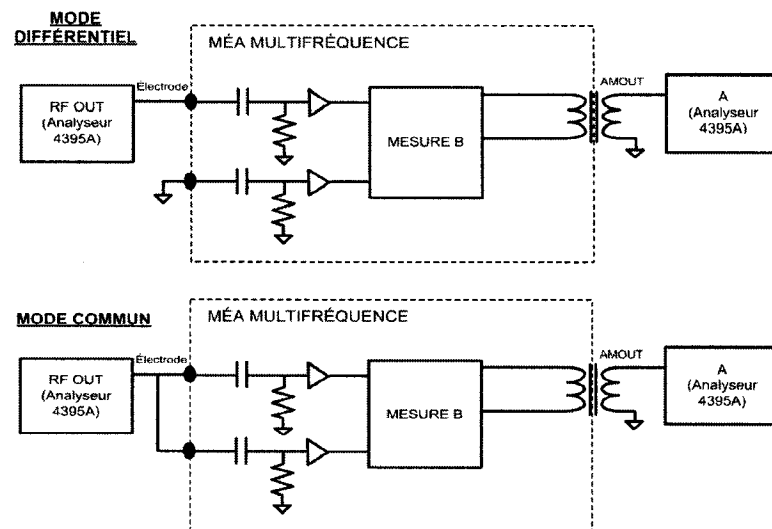 MODE
DIFFÉRENTIEL
MÉA MULTIFRÉQUENCE
Électrode
RF OUT
(Analyseur
4395A)
MESURE B
AMOUT
A
(Analyseur
4395A)
MODE COMMUN
MÉA MULTIFRÉQUENCE
Électrode
RF OUT
(Analyseur
4395A)
MESURE B
AMOUT
A
(Analyseur
4395A)